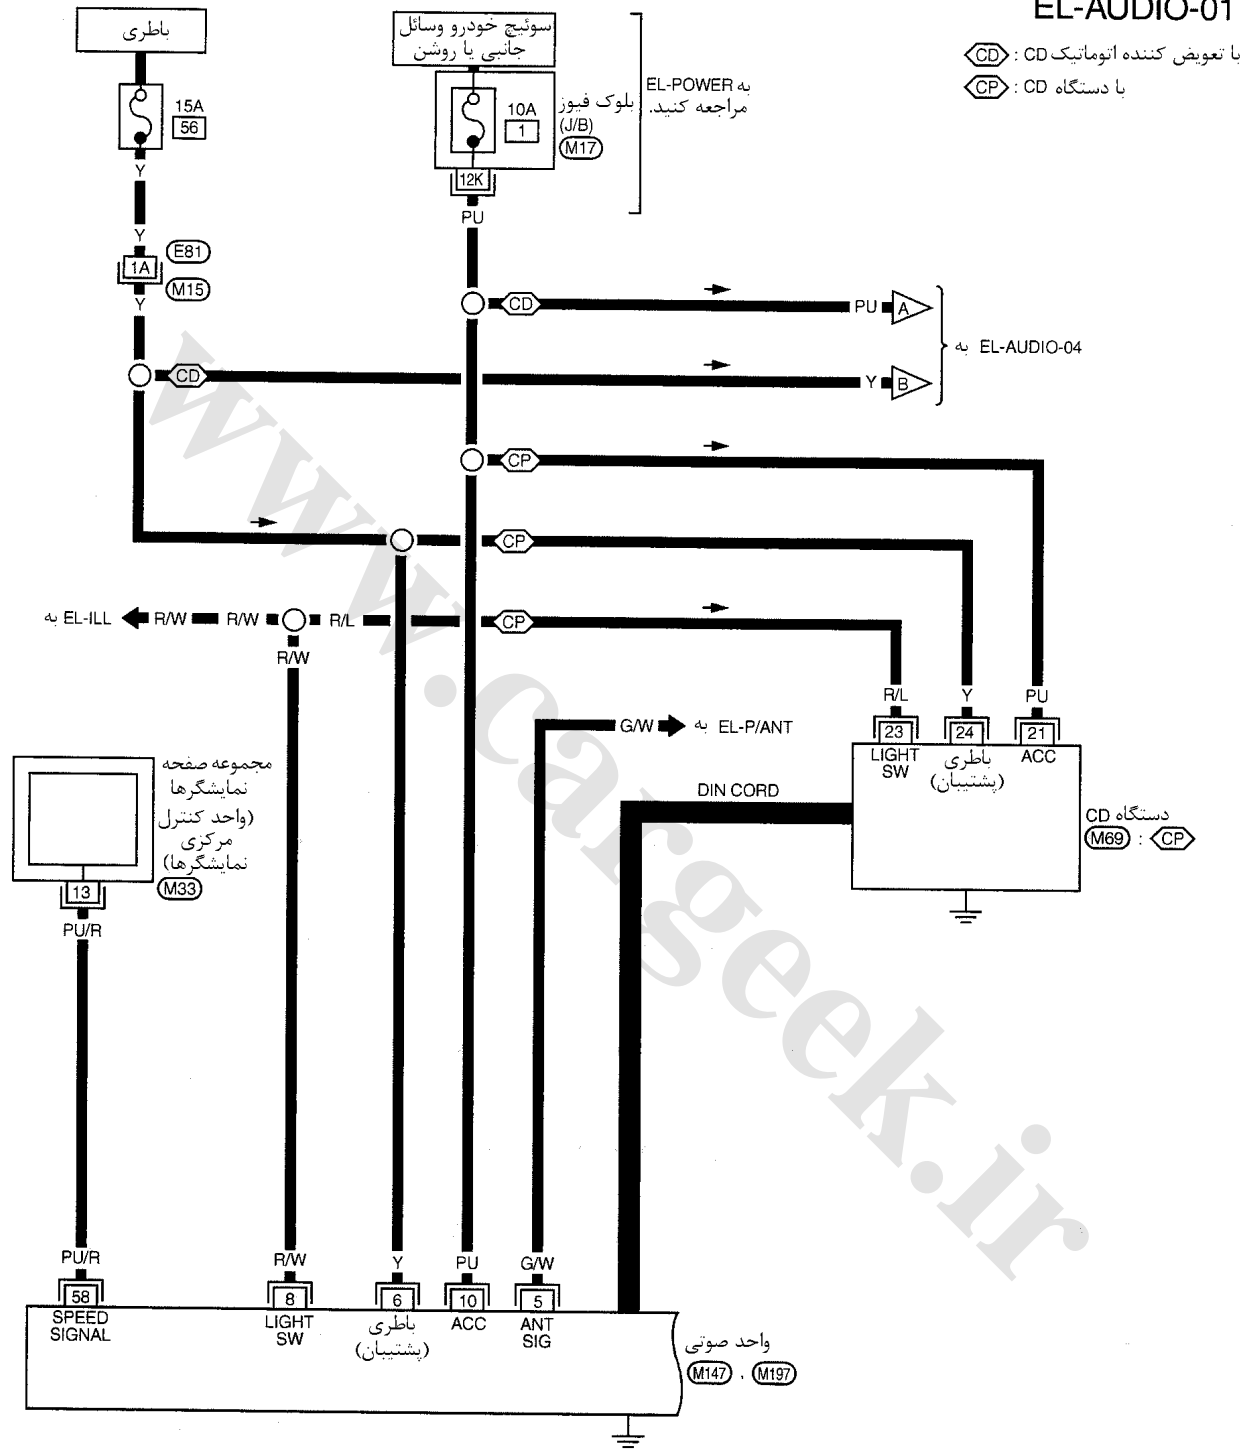 EL-AUDIO-01
با تعویض کننده اتوماتیک CD : CD
با دستگاه CD : CP
باطری
15A
56
Y
Y
1A
E81
M15
Y
سوئیچ خودرو وسائل
جانبی یا روشن
10A
1
بلوک فیوز
(J/B)
M17
به EL-POWER
مراجعه کنید.
12K
PU
CD
PU
A
CD
Y
B
به EL-AUDIO-04
CP
CP
به EL-ILL
R/W
R/W
R/L
CP
R/W
R/L
Y
PU
23
24
21
LIGHT
SW
باطری
(پشتیبان)
ACC
G/W
به EL-P/ANT
DIN CORD
دستگاه CD
M69 : CP
مجموعه صفحه
نمایشگرها
(واحد کنترل
مرکزی
نمایشگرها)
M33
13
PU/R
PU/R
R/W
Y
PU
G/W
58
8
6
10
5
SPEED
SIGNAL
LIGHT
SW
باطری
(پشتیبان)
ACC
ANT
SIG
واحد صوتی
M147 , M197
www.cargeek.ir